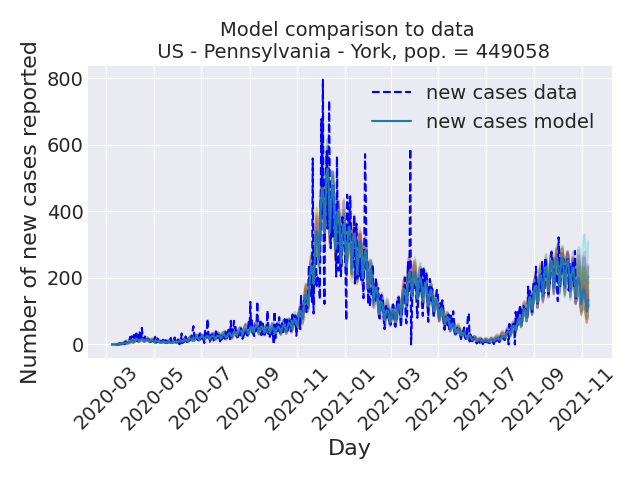 Model comparison to data
US - Pennsylvania - York, pop. = 449058
Number of new cases reported
800
600
400
200
0
new cases data
new cases model
2020-03
2020-05
2020-07
2020-09
2020-11
2021-01
2021-03
2021-05
2021-07
2021-09
2021-11
Day